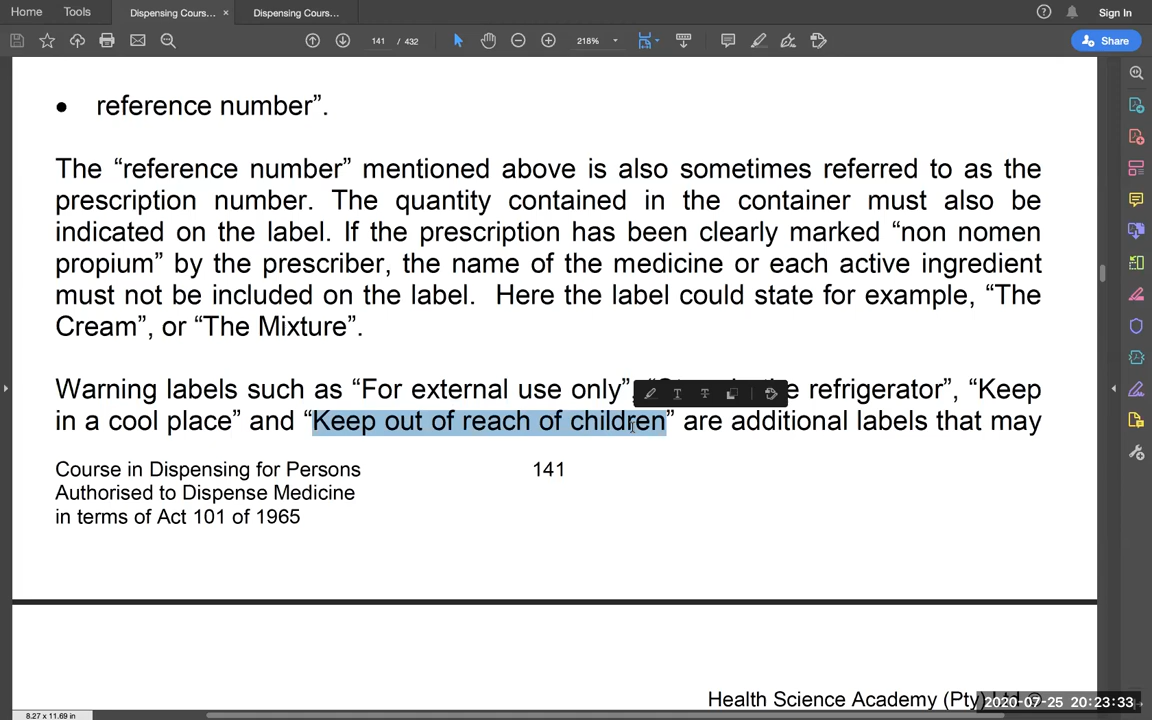 Home Tools Dispensing Cours... × Dispensing Cours... Sign In
141 / 432 218% Share
• reference number”.
The “reference number” mentioned above is also sometimes referred to as the
prescription number. The quantity contained in the container must also be
indicated on the label. If the prescription has been clearly marked “non nomen
propium” by the prescriber, the name of the medicine or each active ingredient
must not be included on the label. Here the label could state for example, “The
Cream”, or “The Mixture”.
Warning labels such as “For external use only”, refrigerator”, “Keep
in a cool place” and “Keep out of reach of children” are additional labels that may
Course in Dispensing for Persons 141
Authorised to Dispense Medicine
in terms of Act 101 of 1965
Health Science Academy (Pty) Ltd ©
2020-07-25 20:23:33
8.27 x 11.69 in